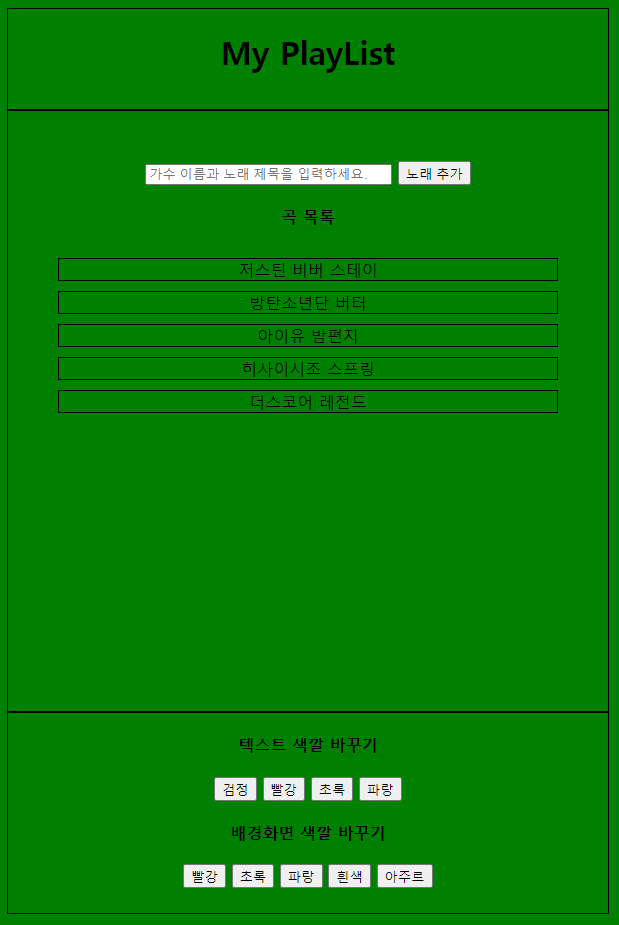 My PlayList
가수 이름과 노래 제목을 입력하세요. 노래 추가
곡 목록
저스틴 비버 스테이
방탄소년단 버터
아이유 밤편지
히사이시조 스프링
더스코어 레전드
텍스트 색깔 바꾸기
검정 빨강 초록 파랑
배경화면 색깔 바꾸기
빨강 초록 파랑 흰색 아주르